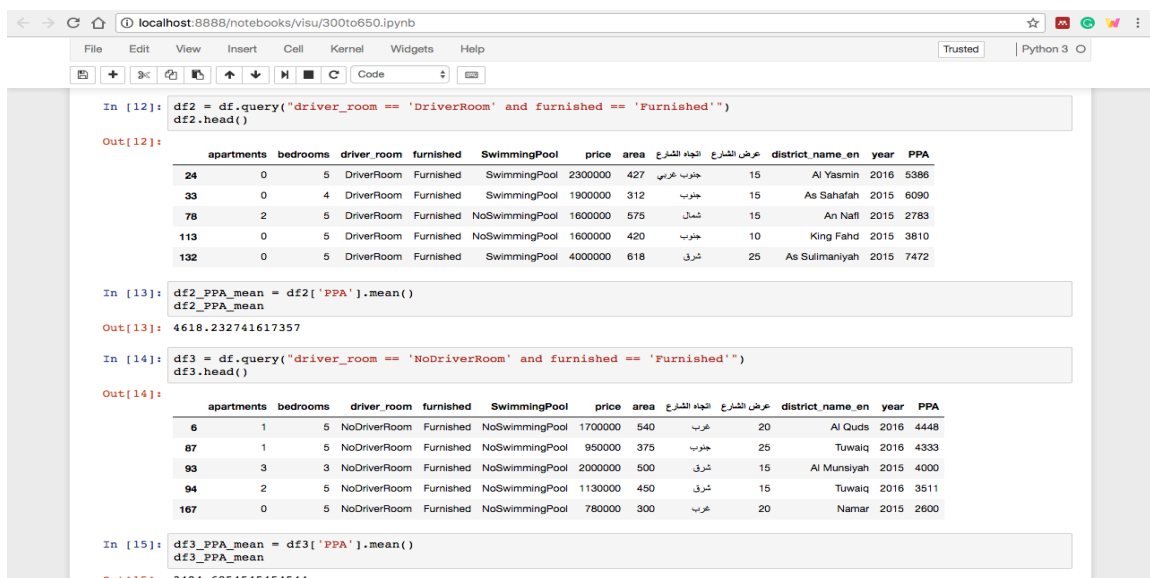 localhost:8888/notebooks/visu/300to650.ipynb
File Edit View Insert Cell Kernel Widgets Help Trusted Python 3
Code
In [12]: df2 = df.query("driver_room == 'DriverRoom' and furnished == 'Furnished'")
df2.head()
Out[12]:
apartments bedrooms driver_room furnished SwimmingPool price area اتجاه الشارع عرض الشارع district_name_en year PPA
24 0 5 DriverRoom Furnished SwimmingPool 2300000 427 جنوب غربي 15 Al Yasmin 2016 5386
33 0 4 DriverRoom Furnished SwimmingPool 1900000 312 جنوب 15 As Sahafah 2015 6090
78 2 5 DriverRoom Furnished NoSwimmingPool 1600000 575 شمال 15 An Nafl 2015 2783
113 0 5 DriverRoom Furnished NoSwimmingPool 1600000 420 جنوب 10 King Fahd 2015 3810
132 0 5 DriverRoom Furnished SwimmingPool 4000000 618 شرق 25 As Sulimaniyah 2015 7472
In [13]: df2_PPA_mean = df2['PPA'].mean()
df2_PPA_mean
Out[13]: 4618.232741617357
In [14]: df3 = df.query("driver_room == 'NoDriverRoom' and furnished == 'Furnished'")
df3.head()
Out[14]:
apartments bedrooms driver_room furnished SwimmingPool price area اتجاه الشارع عرض الشارع district_name_en year PPA
6 1 5 NoDriverRoom Furnished NoSwimmingPool 1700000 540 غرب 20 Al Quds 2016 4448
87 1 5 NoDriverRoom Furnished NoSwimmingPool 950000 375 جنوب 25 Tuwaiq 2016 4333
93 3 3 NoDriverRoom Furnished NoSwimmingPool 2000000 500 شرق 15 Al Munsiyah 2015 4000
94 2 5 NoDriverRoom Furnished NoSwimmingPool 1130000 450 شرق 15 Tuwaiq 2016 3511
167 0 5 NoDriverRoom Furnished NoSwimmingPool 780000 300 غرب 20 Namar 2015 2600
In [15]: df3_PPA_mean = df3['PPA'].mean()
df3_PPA_mean